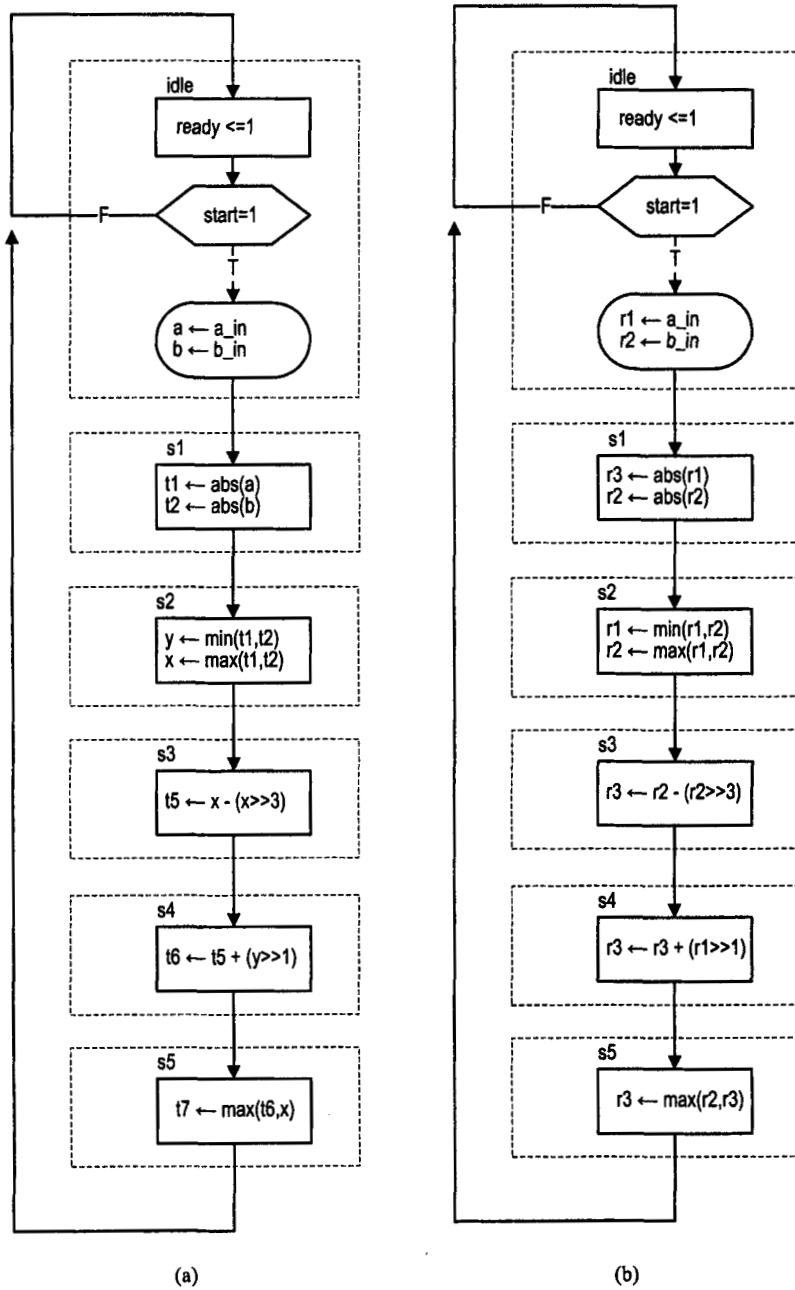 idle
ready <=1
start=1
F
T
a ← a_in
b ← b_in
s1
t1 ← abs(a)
t2 ← abs(b)
s2
y ← min(t1,t2)
x ← max(t1,t2)
s3
t5 ← x - (x>>3)
s4
t6 ← t5 + (y>>1)
s5
t7 ← max(t6,x)
(a)
idle
ready <=1
start=1
F
T
r1 ← a_in
r2 ← b_in
s1
r3 ← abs(r1)
r2 ← abs(r2)
s2
r1 ← min(r1,r2)
r2 ← max(r1,r2)
s3
r3 ← r2 - (r2>>3)
s4
r3 ← r3 + (r1>>1)
s5
r3 ← max(r2,r3)
(b)